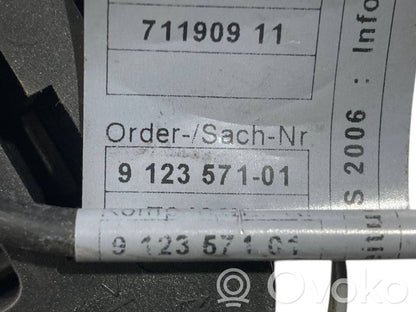 711909 11
Order-/Sach-Nr
9 123 571-01
9 123 571-01
S 2006 : Info
OVOKO